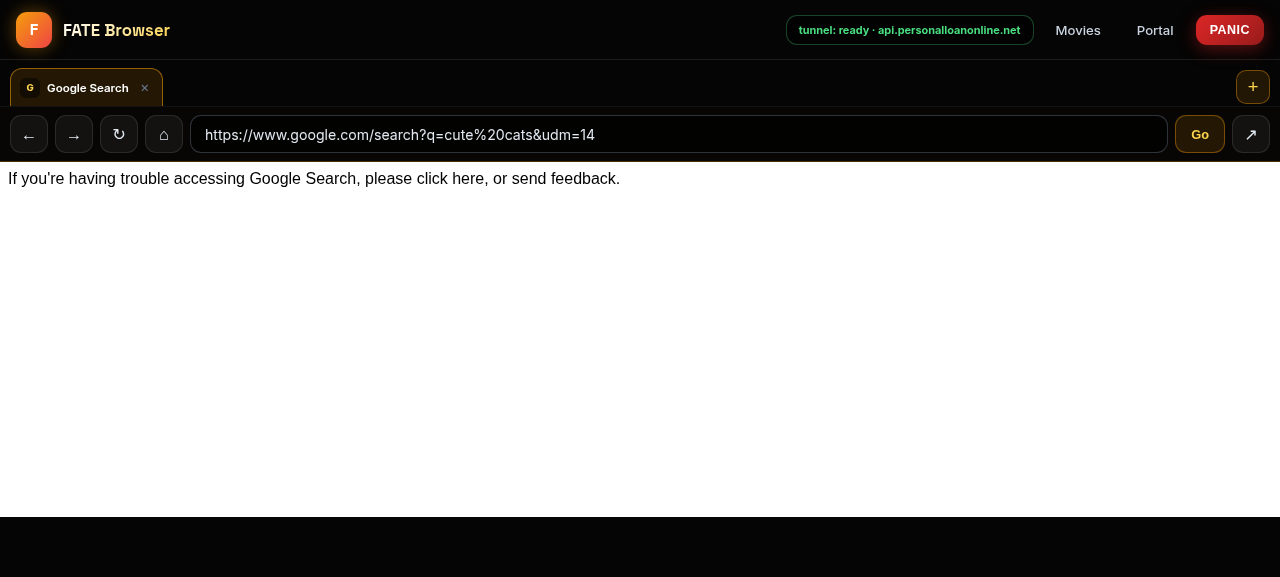 F FATE Browser tunnel: ready · api.personalloanonline.net Movies Portal PANIC
G Google Search × +
← → ↻ ⌂ https://www.google.com/search?q=cute%20cats&udm=14 Go ↗
If you're having trouble accessing Google Search, please click here, or send feedback.